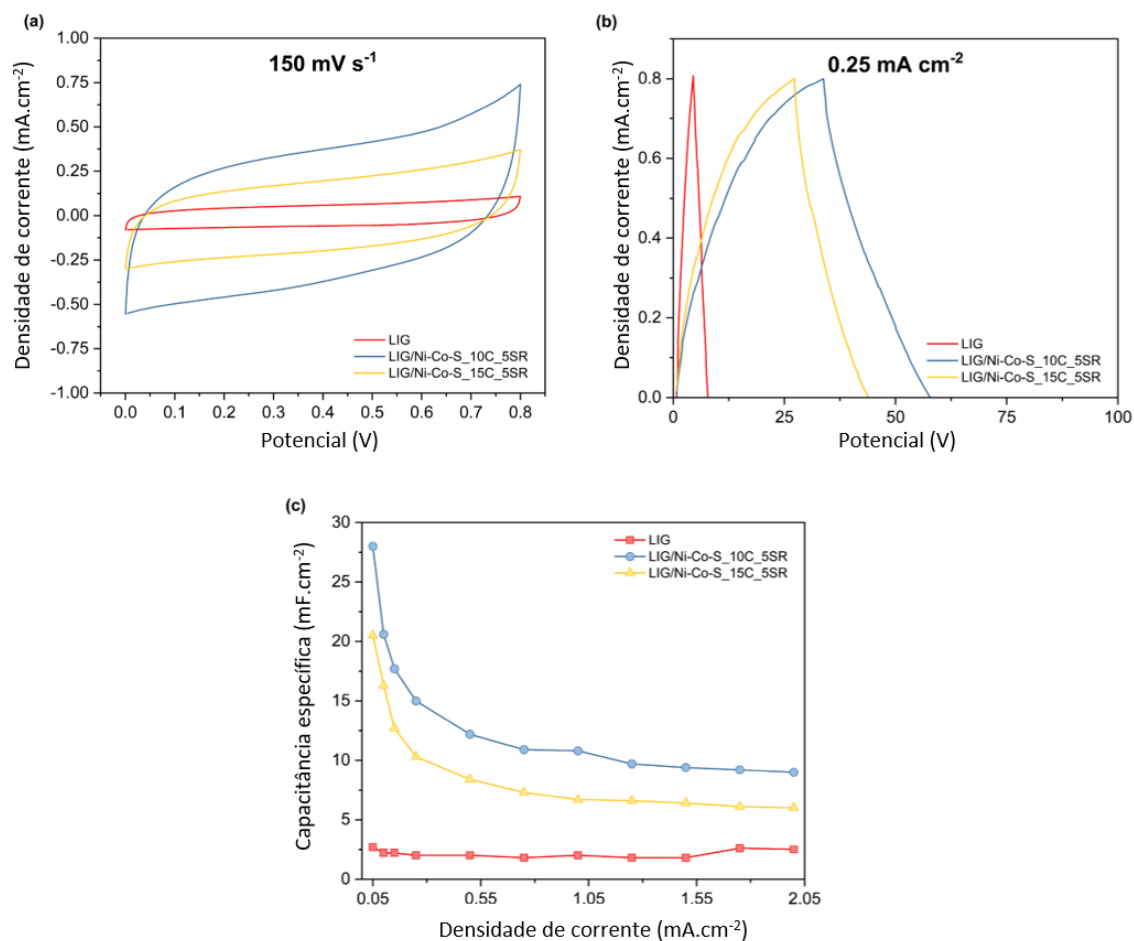 (a)
150 mV s⁻¹
Densidade de corrente (mA.cm⁻²)
1.00
0.75
0.50
0.25
0.00
-0.25
-0.50
-0.75
-1.00
LIG
LIG/Ni-Co-S_10C_5SR
LIG/Ni-Co-S_15C_5SR
0.0 0.1 0.2 0.3 0.4 0.5 0.6 0.7 0.8
Potencial (V)
(b)
0.25 mA cm⁻²
Densidade de corrente (mA.cm⁻²)
0.8
0.6
0.4
0.2
0.0
LIG
LIG/Ni-Co-S_10C_5SR
LIG/Ni-Co-S_15C_5SR
0 25 50 75 100
Potencial (V)
(c)
Capacitância específica (mF.cm⁻²)
30
25
20
15
10
5
0
LIG
LIG/Ni-Co-S_10C_5SR
LIG/Ni-Co-S_15C_5SR
0.05 0.55 1.05 1.55 2.05
Densidade de corrente (mA.cm⁻²)